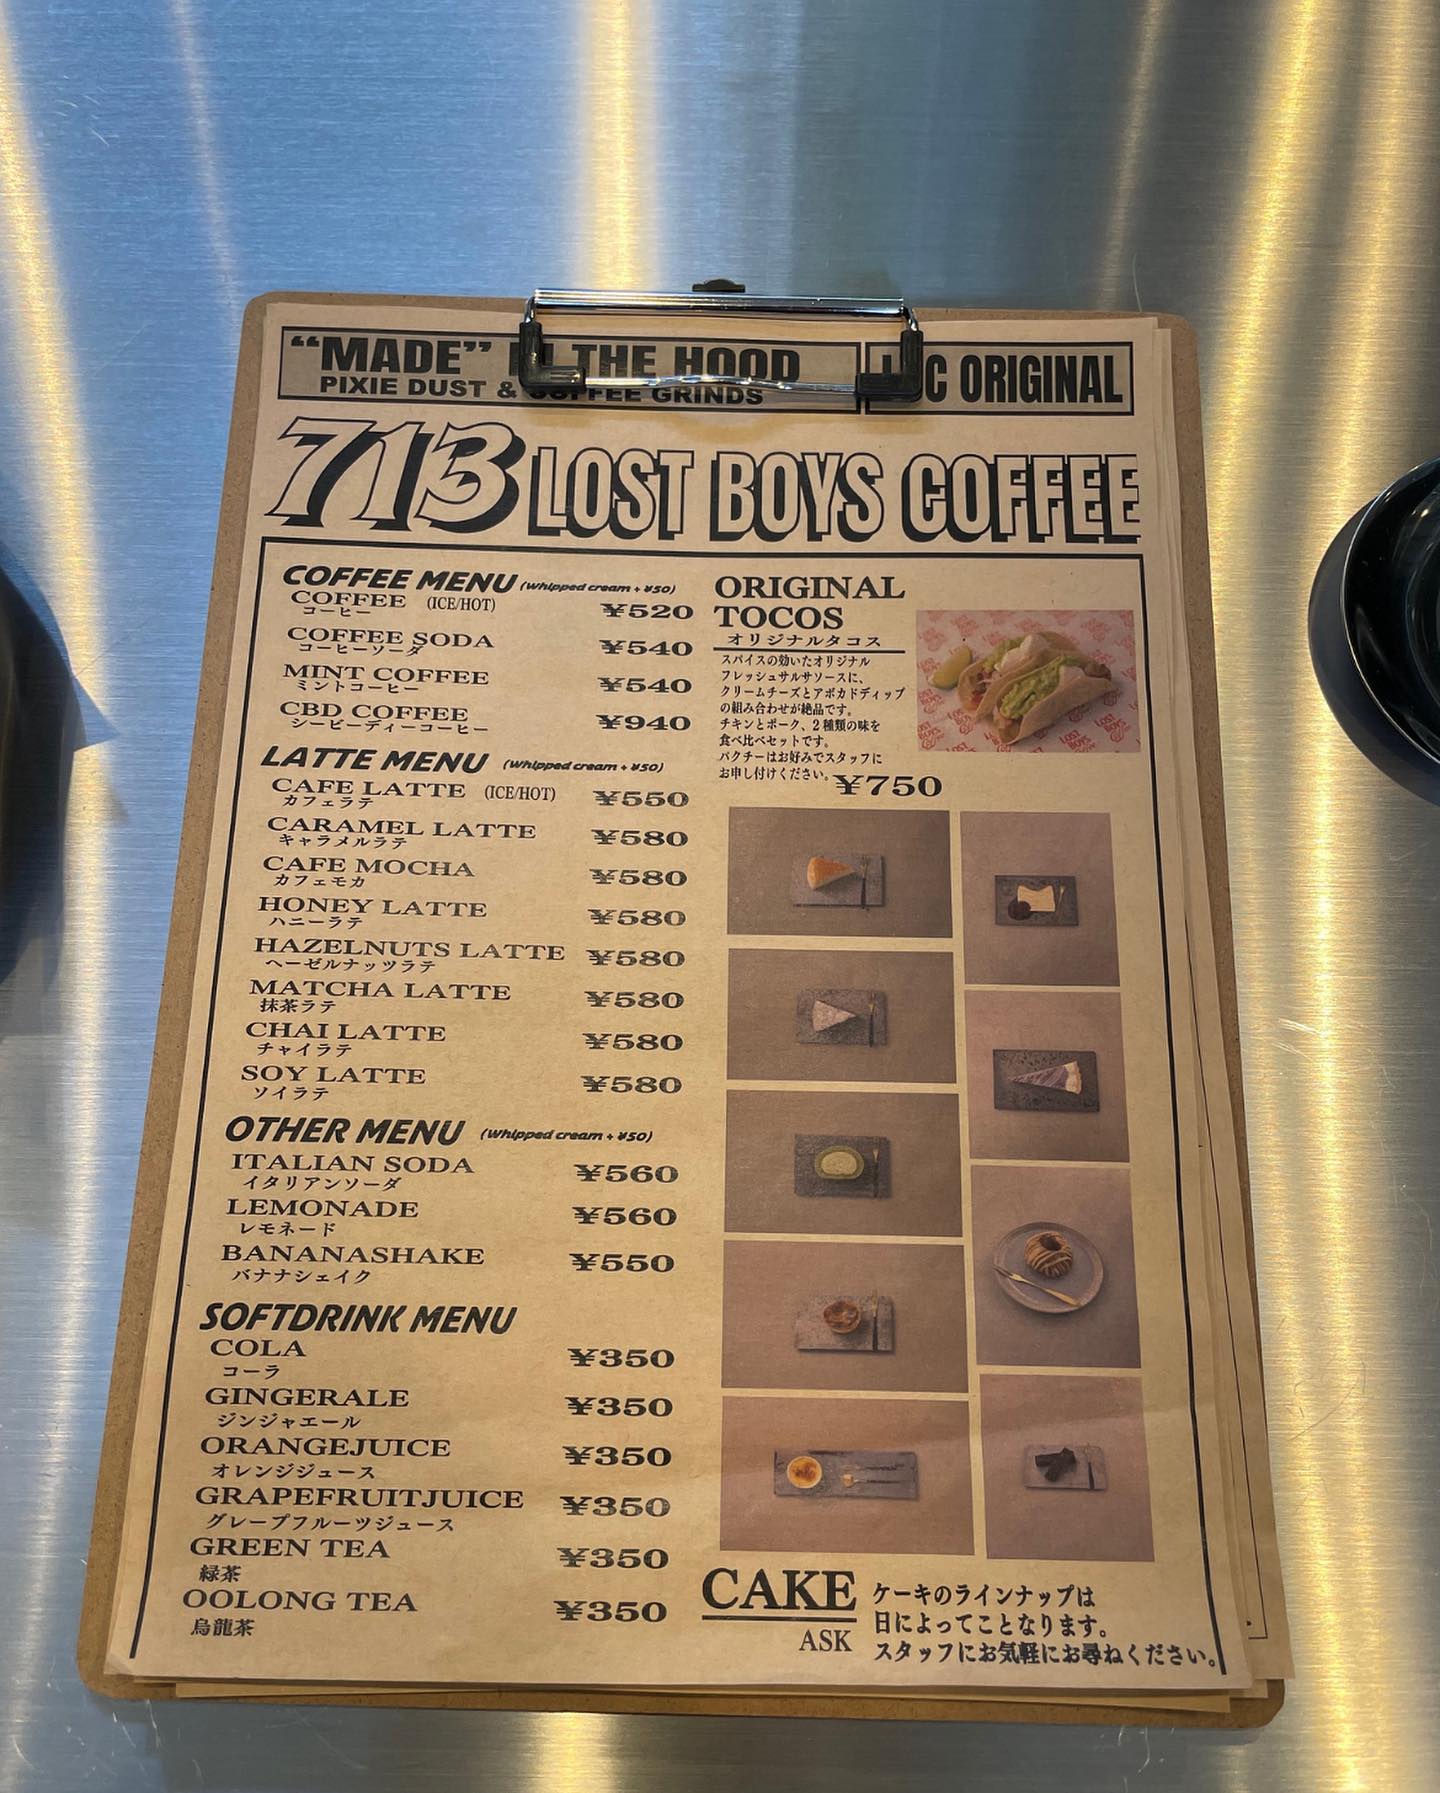 "MADE" THE HOOD
PIXIE DUST & COFFEE GRINDS
ORIGINAL
713 LOST BOYS COFFEE
COFFEE MENU (whipped cream + ¥50)
COFFEE (ICE/HOT) ¥520
コーヒー
COFFEE SODA ¥540
コーヒーソーダ
MINT COFFEE ¥540
ミントコーヒー
CBD COFFEE ¥940
シービーディーコーヒー
LATTE MENU (whipped cream + ¥50)
CAFE LATTE (ICE/HOT) ¥550
カフェラテ
CARAMEL LATTE ¥580
キャラメルラテ
CAFE MOCHA ¥580
カフェモカ
HONEY LATTE ¥580
ハニーラテ
HAZELNUTS LATTE ¥580
ヘーゼルナッツラテ
MATCHA LATTE ¥580
抹茶ラテ
CHAI LATTE ¥580
チャイラテ
SOY LATTE ¥580
ソイラテ
OTHER MENU (whipped cream + ¥50)
ITALIAN SODA ¥560
イタリアンソーダ
LEMONADE ¥560
レモネード
BANANASHAKE ¥550
バナナシェイク
SOFTDRINK MENU
COLA ¥350
コーラ
GINGERALE ¥350
ジンジャエール
ORANGEJUICE ¥350
オレンジジュース
GRAPEFRUITJUICE ¥350
グレープフルーツジュース
GREEN TEA ¥350
緑茶
OOLONG TEA ¥350
烏龍茶
ORIGINAL
TOCOS
オリジナルタコス
スパイスの効いたオリジナル
フレッシュサルサソースに、
クリームチーズとアボカドディップ
の組み合わせが絶品です。
チキンとポーク、2種類の味を
食べ比べセットです。
パクチーはお好みでスタッフに
お申し付けください。¥750
LOST
BOYS
CAKE
ASK
ケーキのラインナップは
日によってことなります。
スタッフにお気軽にお尋ねください。